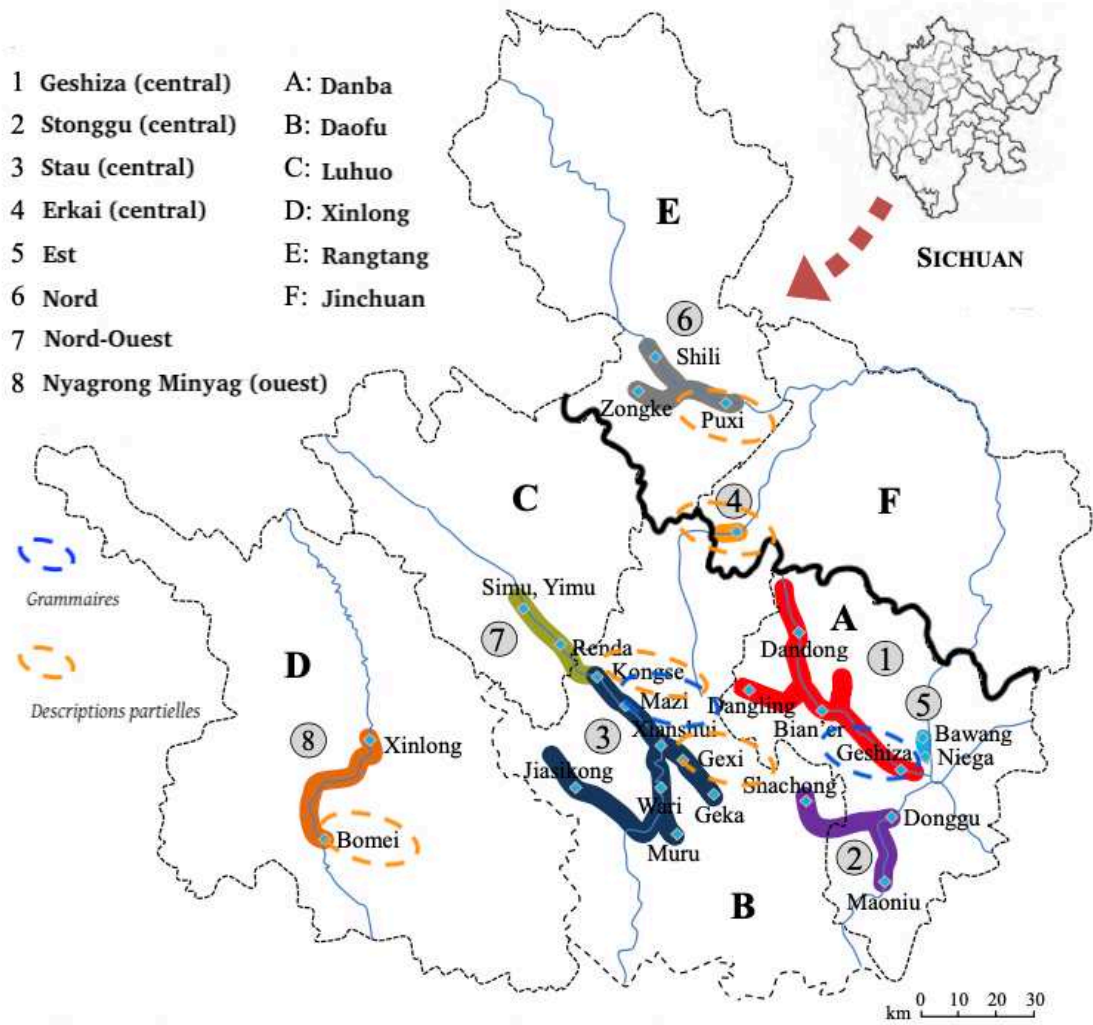 1 Geshiza (central)
2 Stonggu (central)
3 Stau (central)
4 Erkai (central)
5 Est
6 Nord
7 Nord-Ouest
8 Nyagrong Minyag (ouest)
A: Danba
B: Daofu
C: Luhuo
D: Xinlong
E: Rangtang
F: Jinchuan
SICHUAN
E
6
Shili
Zongke
Puxi
C
4
F
Grammaires
Descriptions partielles
Simu, Yimu
7
Renda
Kongse
Mazi
Xianshui
Gexi
3
Jiasikong
Wari
Geka
Muru
A
1
Dandong
Dangling
Bian'er
Geshiza
5
Bawang
Niega
Shachong
Donggu
2
Maoniu
D
8
Xinlong
Bomei
B
km 0 10 20 30